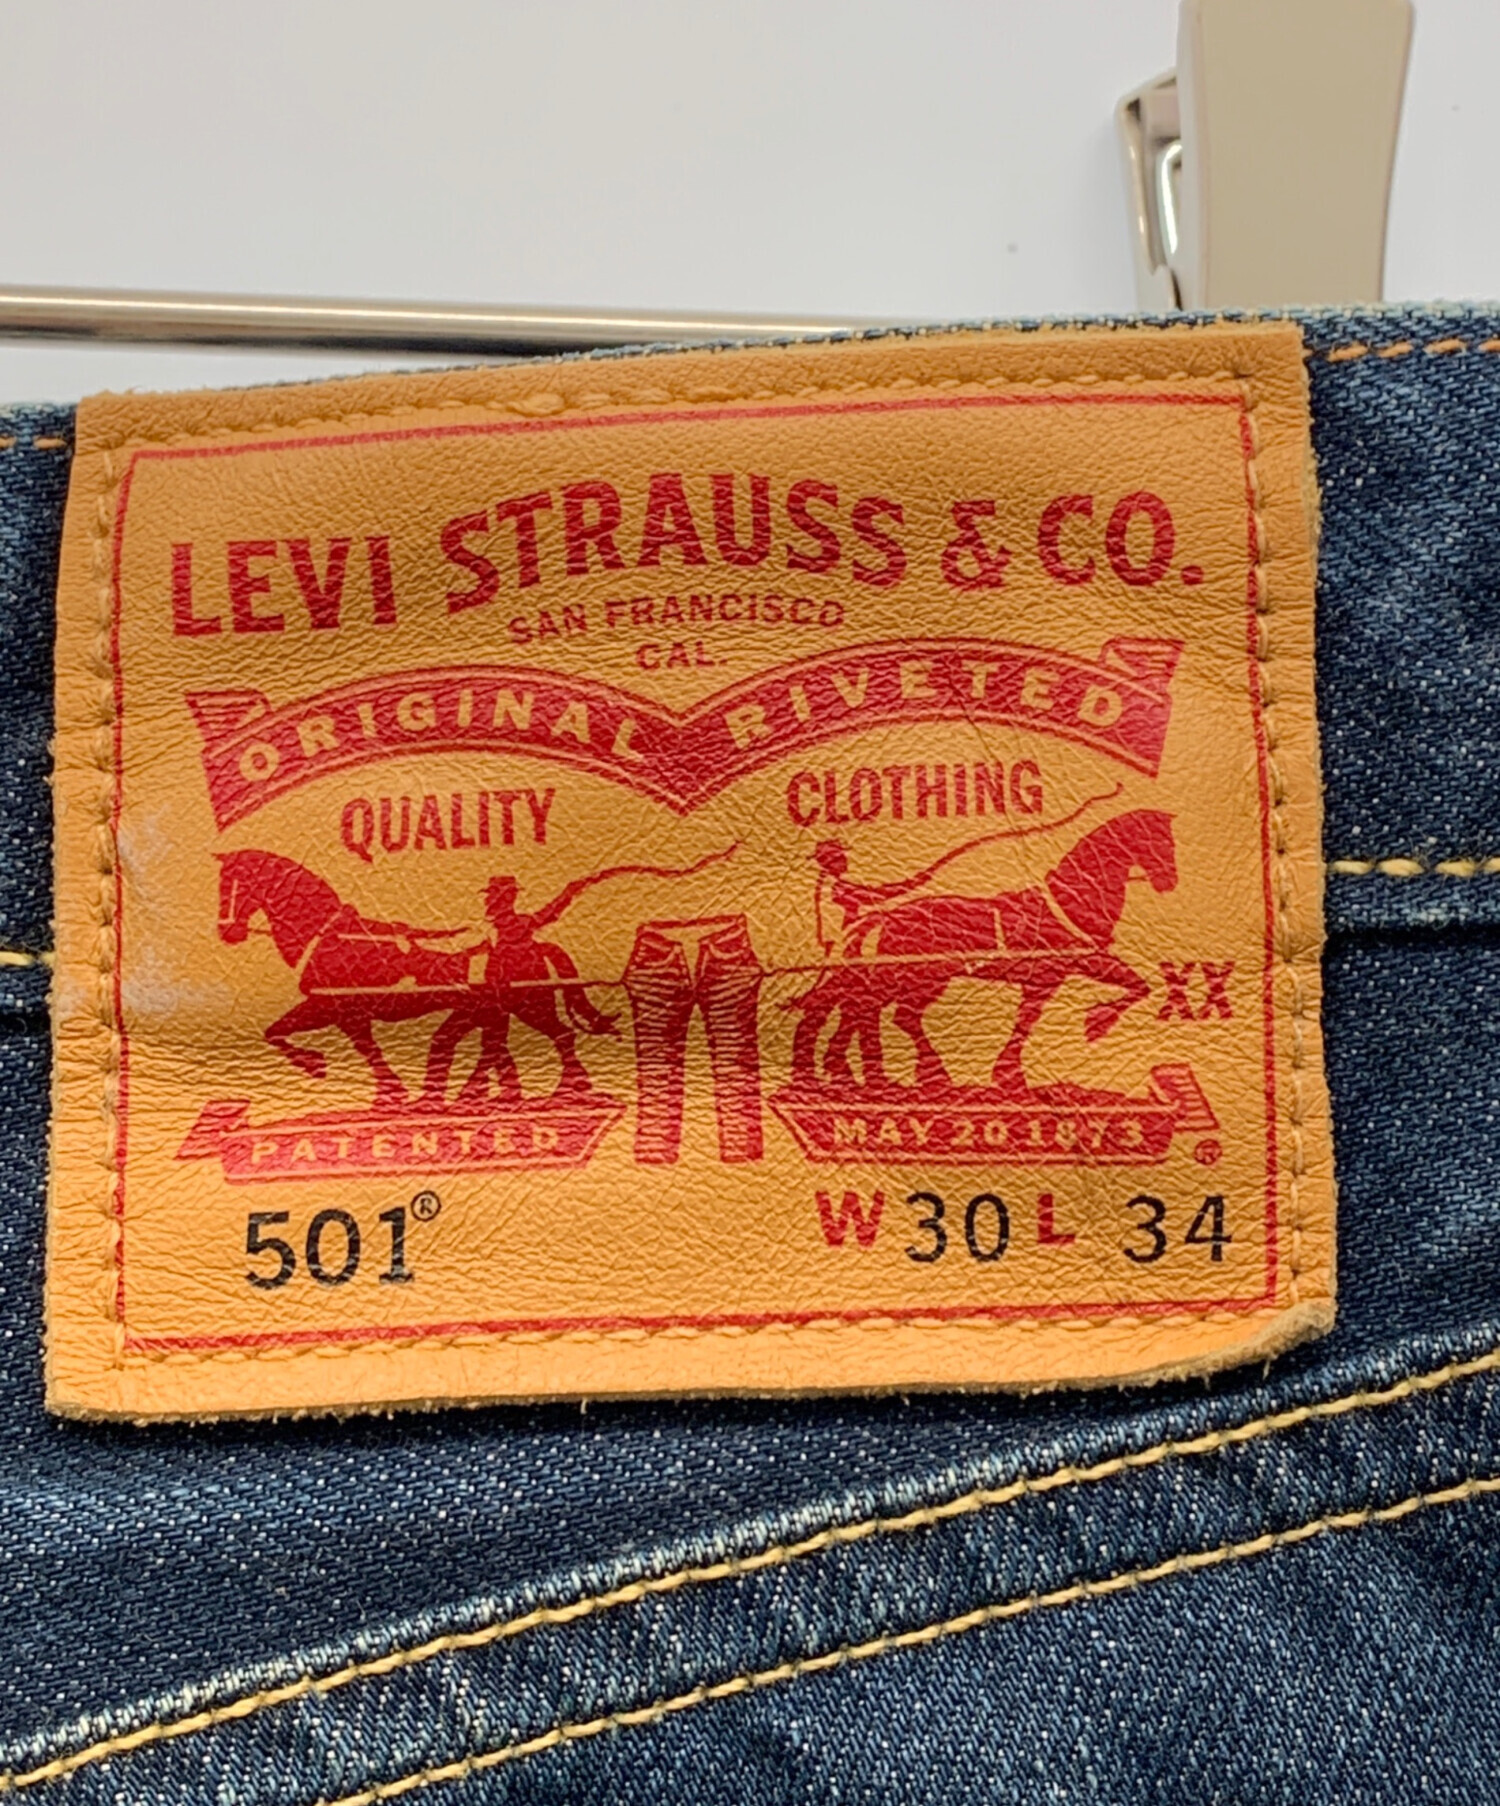 LEVI STRAUSS & CO.
SAN FRANCISCO
CAL.
ORIGINAL RIVETED
QUALITY CLOTHING
XX
PATENTED MAY 20 1873
®
501® W 30 L 34